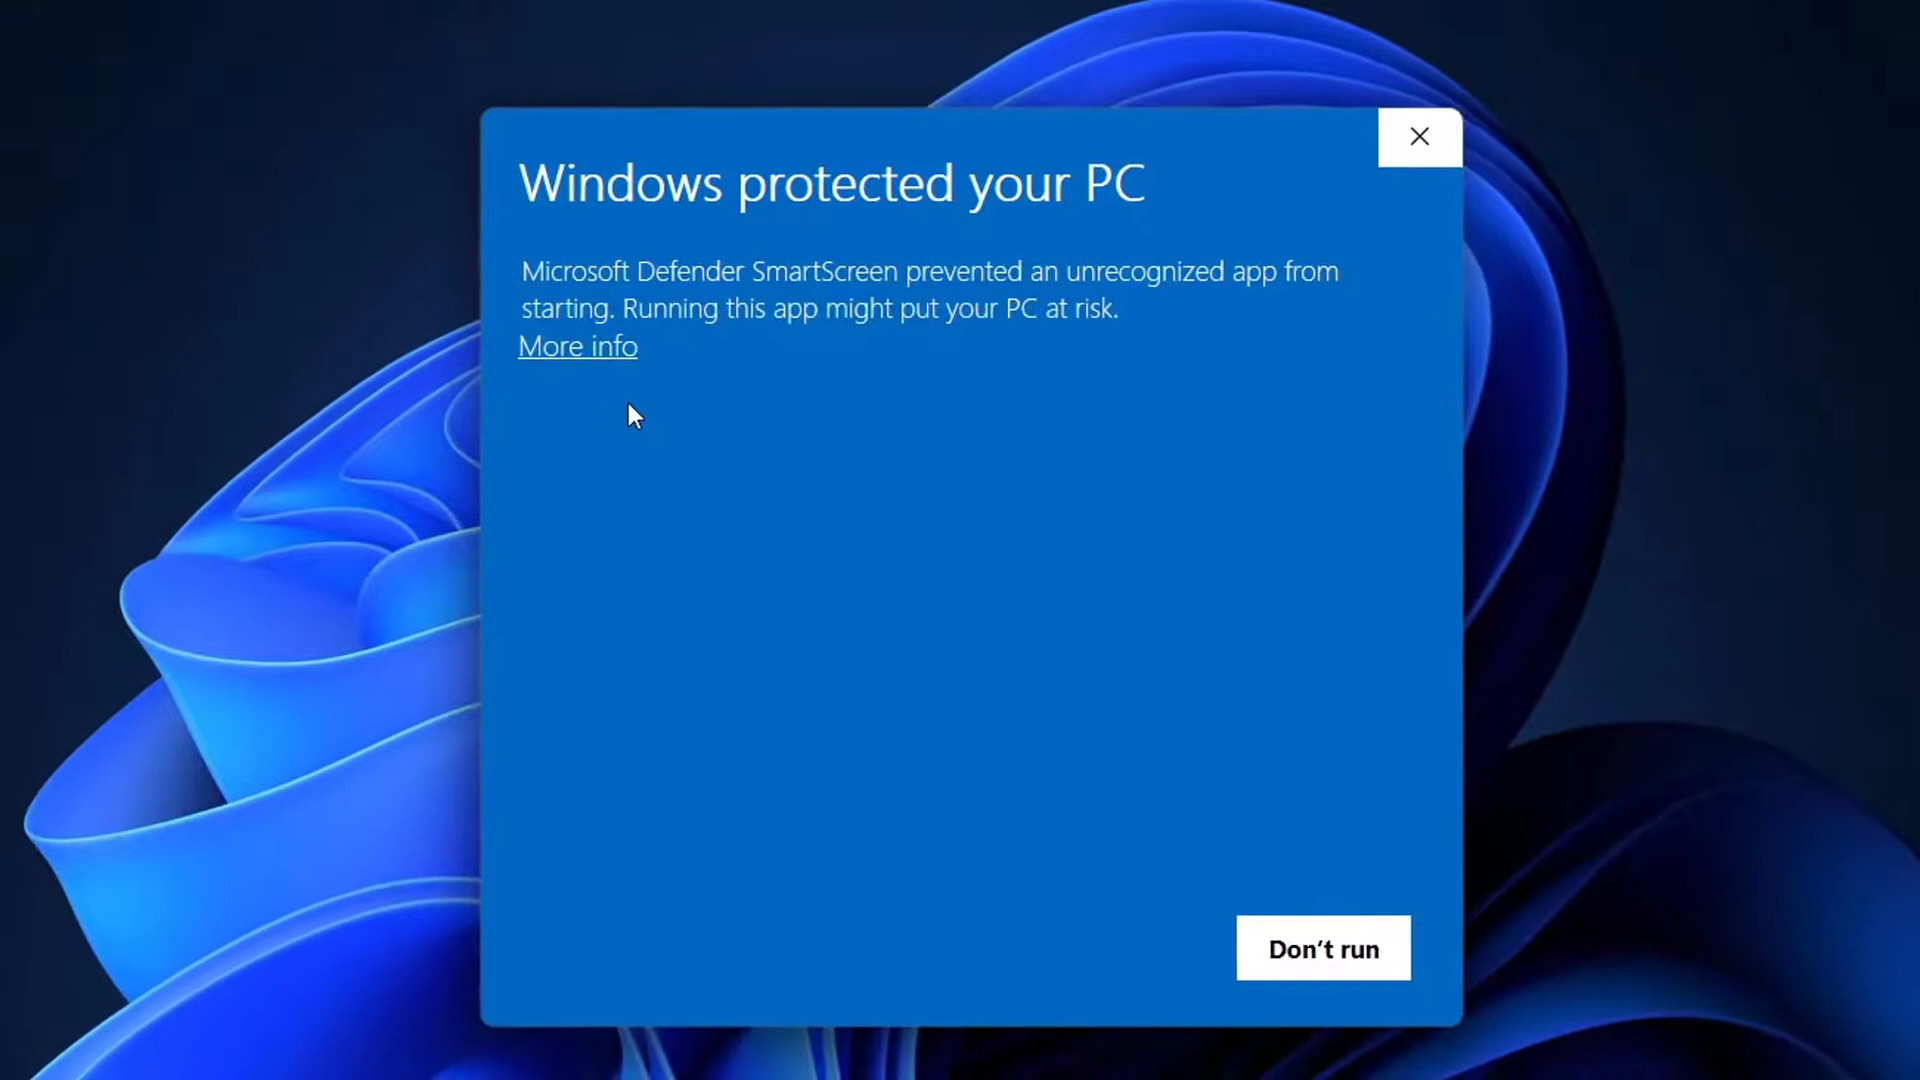 Windows protected your PC
Microsoft Defender SmartScreen prevented an unrecognized app from
starting. Running this app might put your PC at risk.
More info
Don’t run